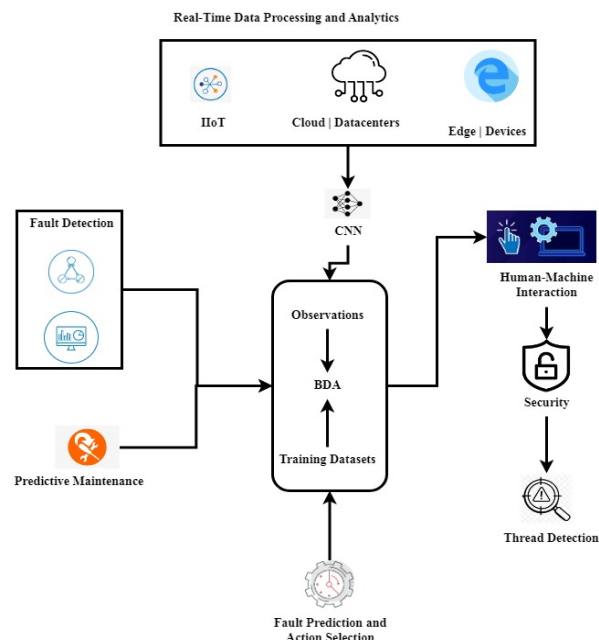 Real-Time Data Processing and Analytics
IIoT
Cloud | Datacenters
Edge | Devices
CNN
Fault Detection
Observations
BDA
Training Datasets
Human-Machine
Interaction
Security
Predictive Maintenance
Thread Detection
Fault Prediction and
Action Selection